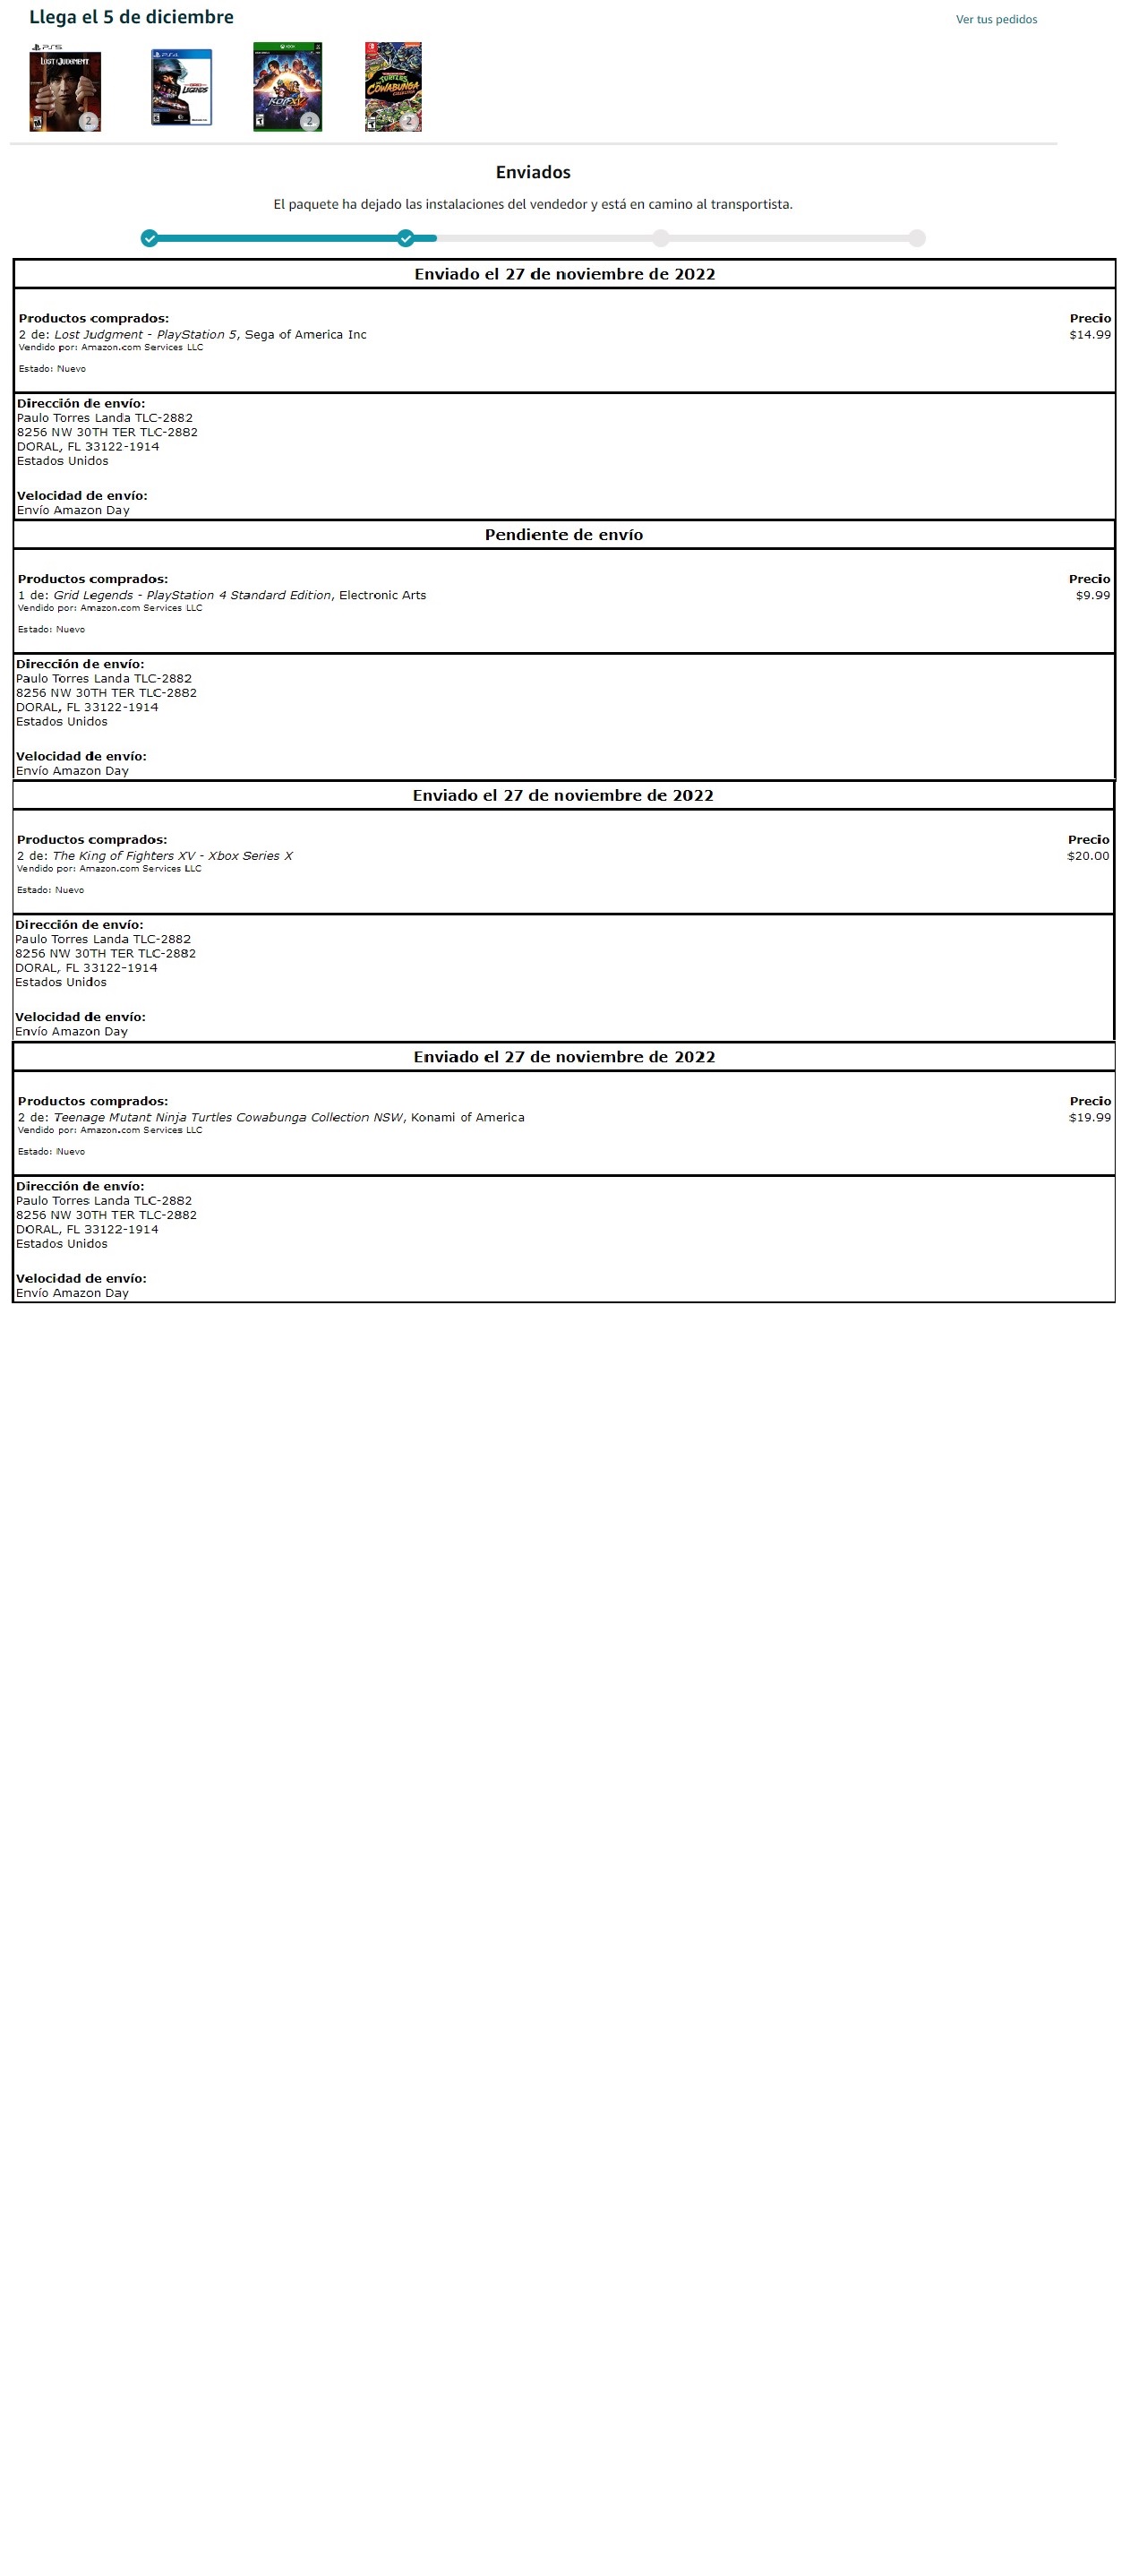 Llega el 5 de diciembre
Ver tus pedidos
PS5
LOST JUDGMENT
2
PS4
LEGENDS
XBOX
KOFXV
2
TURTLES
COWABUNGA
2
Enviados
El paquete ha dejado las instalaciones del vendedor y está en camino al transportista.
Enviado el 27 de noviembre de 2022
Productos comprados: Precio
2 de: Lost Judgment - PlayStation 5, Sega of America Inc $14.99
Vendido por: Amazon.com Services LLC
Estado: Nuevo
Dirección de envío:
Paulo Torres Landa TLC-2882
8256 NW 30TH TER TLC-2882
DORAL, FL 33122-1914
Estados Unidos
Velocidad de envío:
Envío Amazon Day
Pendiente de envío
Productos comprados: Precio
1 de: Grid Legends - PlayStation 4 Standard Edition, Electronic Arts $9.99
Vendido por: Amazon.com Services LLC
Estado: Nuevo
Dirección de envío:
Paulo Torres Landa TLC-2882
8256 NW 30TH TER TLC-2882
DORAL, FL 33122-1914
Estados Unidos
Velocidad de envío:
Envío Amazon Day
Enviado el 27 de noviembre de 2022
Productos comprados: Precio
2 de: The King of Fighters XV - Xbox Series X $20.00
Vendido por: Amazon.com Services LLC
Estado: Nuevo
Dirección de envío:
Paulo Torres Landa TLC-2882
8256 NW 30TH TER TLC-2882
DORAL, FL 33122-1914
Estados Unidos
Velocidad de envío:
Envío Amazon Day
Enviado el 27 de noviembre de 2022
Productos comprados: Precio
2 de: Teenage Mutant Ninja Turtles Cowabunga Collection NSW, Konami of America $19.99
Vendido por: Amazon.com Services LLC
Estado: Nuevo
Dirección de envío:
Paulo Torres Landa TLC-2882
8256 NW 30TH TER TLC-2882
DORAL, FL 33122-1914
Estados Unidos
Velocidad de envío:
Envío Amazon Day